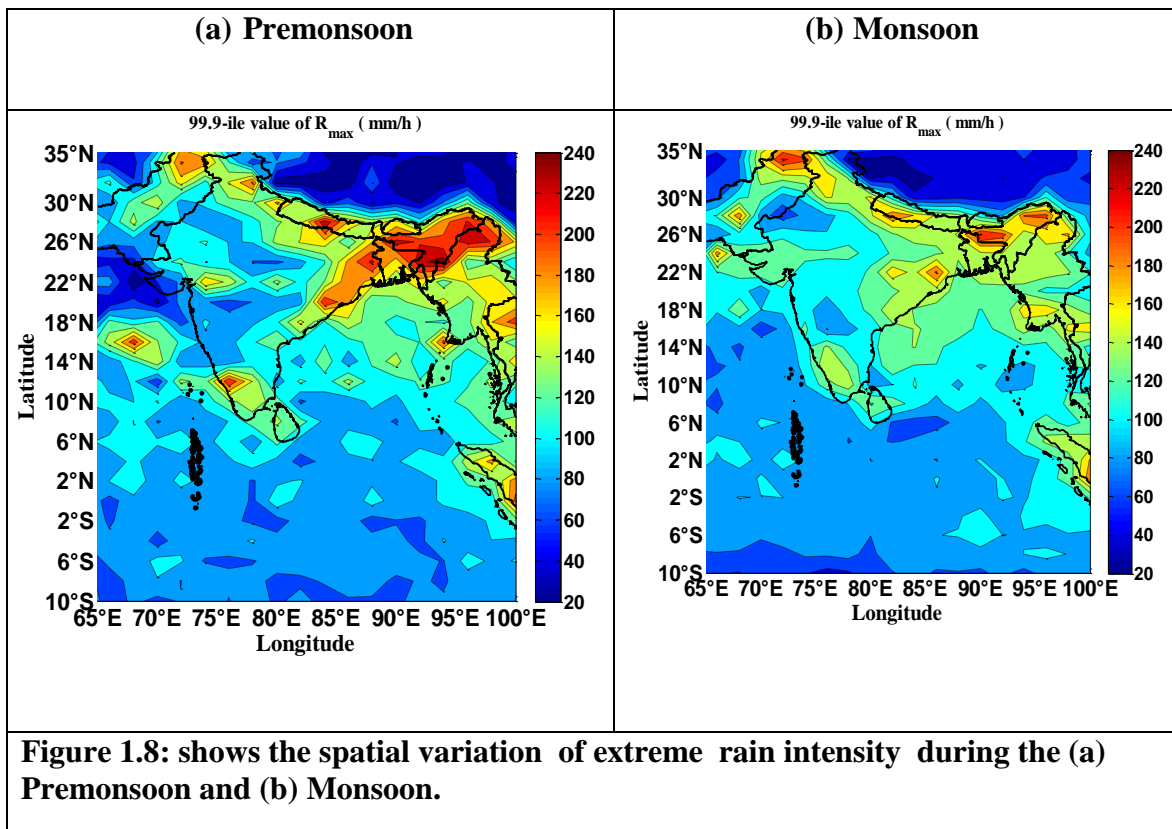 (a) Premonsoon
(b) Monsoon
99.9-ile value of R_max ( mm/h )
35°N
30°N
26°N
22°N
18°N
14°N
10°N
6°N
2°N
2°S
6°S
10°S
Latitude
65°E 70°E 75°E 80°E 85°E 90°E 95°E 100°E
Longitude
240
220
200
180
160
140
120
100
80
60
40
20
99.9-ile value of R_max ( mm/h )
35°N
30°N
26°N
22°N
18°N
14°N
10°N
6°N
2°N
2°S
6°S
10°S
Latitude
65°E 70°E 75°E 80°E 85°E 90°E 95°E 100°E
Longitude
240
220
200
180
160
140
120
100
80
60
40
20
Figure 1.8: shows the spatial variation of extreme rain intensity during the (a)
Premonsoon and (b) Monsoon.